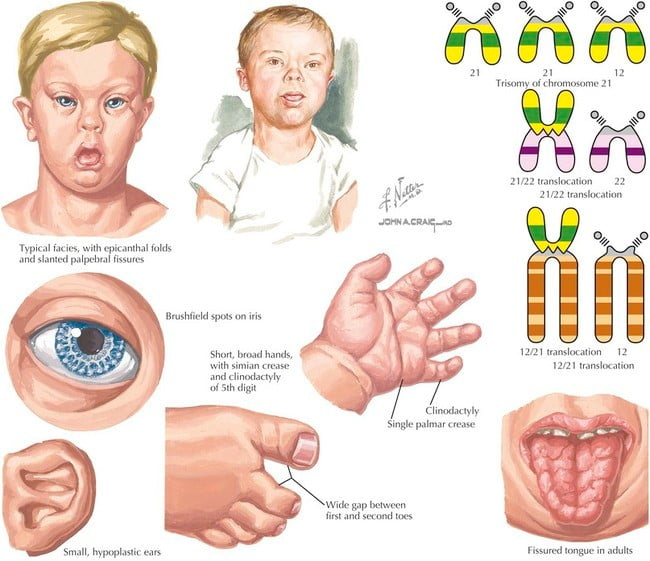 21
21
12
Trisomy of chromosome 21
21/22 translocation
22
21/22 translocation
F. Netter
M.D.
JOHN A.CRAIG_MD
Typical facies, with epicanthal folds
and slanted palpebral fissures
Brushfield spots on iris
Short, broad hands,
with simian crease
and clinodactyly
of 5th digit
12/21 translocation
12
12/21 translocation
Clinodactyly
Single palmar crease
Wide gap between
first and second toes
Small, hypoplastic ears
Fissured tongue in adults